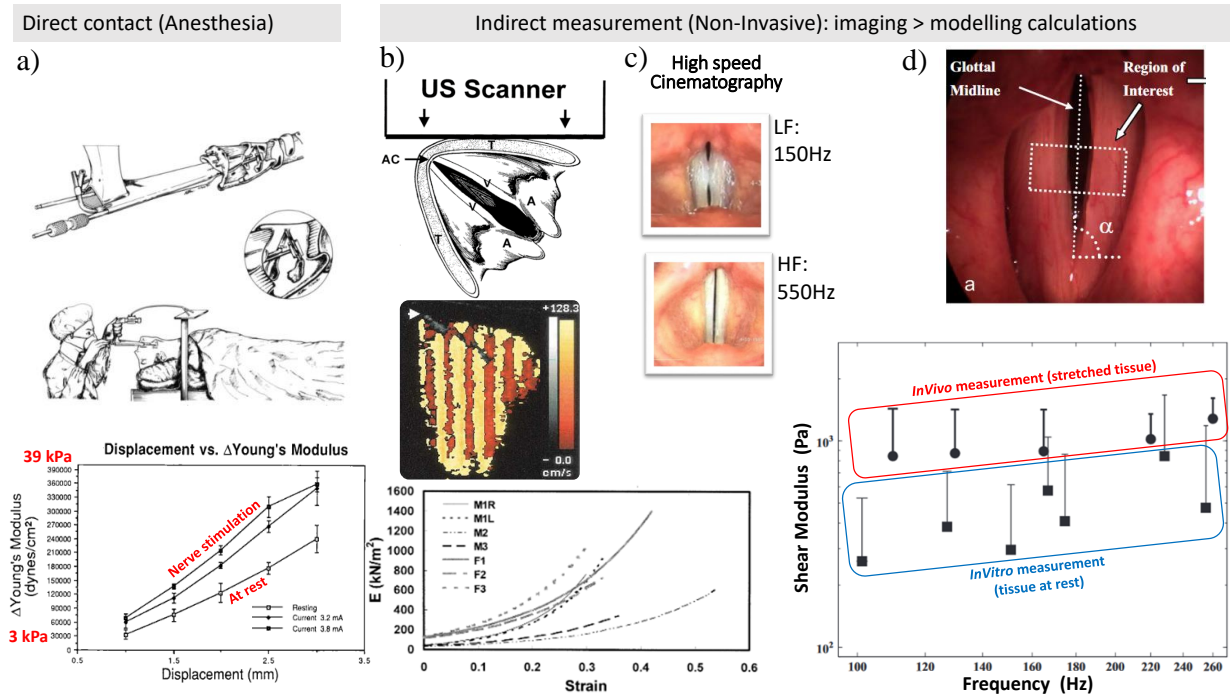 Direct contact (Anesthesia)
Indirect measurement (Non-Invasive): imaging > modelling calculations
a)
39 kPa
Displacement vs. ΔYoung's Modulus
ΔYoung's Modulus
(dynes/cm²)
390000
360000
330000
300000
270000
240000
210000
180000
150000
120000
90000
60000
30000
0
3 kPa
Nerve stimulation
At rest
Resting
Current 3.2 mA
Current 3.8 mA
0.5
1.5
2.5
3.5
Displacement (mm)
b)
US Scanner
T
AC
V
V
A
A
T
+128.3
- 0.0
cm/s
E (kN/m²)
1600
1400
1200
1000
800
600
400
200
0
M1R
M1L
M2
M3
F1
F2
F3
0
0.1
0.2
0.3
0.4
0.5
0.6
Strain
c)
High speed
Cinematography
LF:
150Hz
HF:
550Hz
d)
Glottal
Midline
Region of
Interest
α
a
Shear Modulus (Pa)
10³
10²
InVivo measurement (stretched tissue)
InVitro measurement
(tissue at rest)
100
120
140
160
180
200
220
240
260
Frequency (Hz)